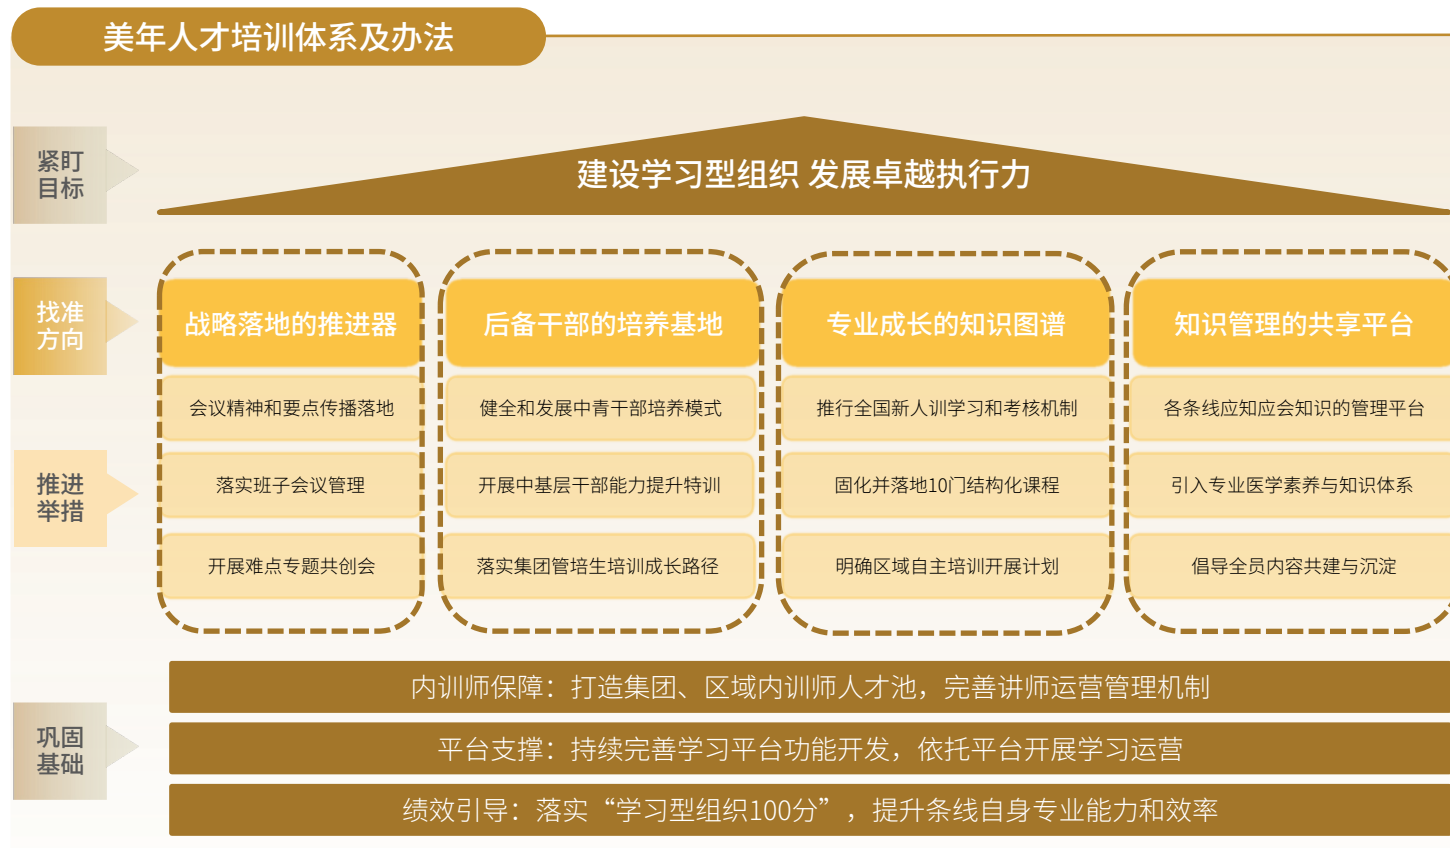 美年人才培训体系及办法
紧盯
目标
建设学习型组织 发展卓越执行力
找准
方向
战略落地的推进器
后备干部的培养基地
专业成长的知识图谱
知识管理的共享平台
推进
举措
会议精神和要点传播落地
健全和发展中青干部培养模式
推行全国新人训学习和考核机制
各条线应知应会知识的管理平台
落实班子会议管理
开展中基层干部能力提升特训
固化并落地10门结构化课程
引入专业医学素养与知识体系
开展难点专题共创会
落实集团管培生培训成长路径
明确区域自主培训开展计划
倡导全员内容共建与沉淀
巩固
基础
内训师保障：打造集团、区域内训师人才池，完善讲师运营管理机制
平台支撑：持续完善学习平台功能开发，依托平台开展学习运营
绩效引导：落实“学习型组织100分”，提升条线自身专业能力和效率